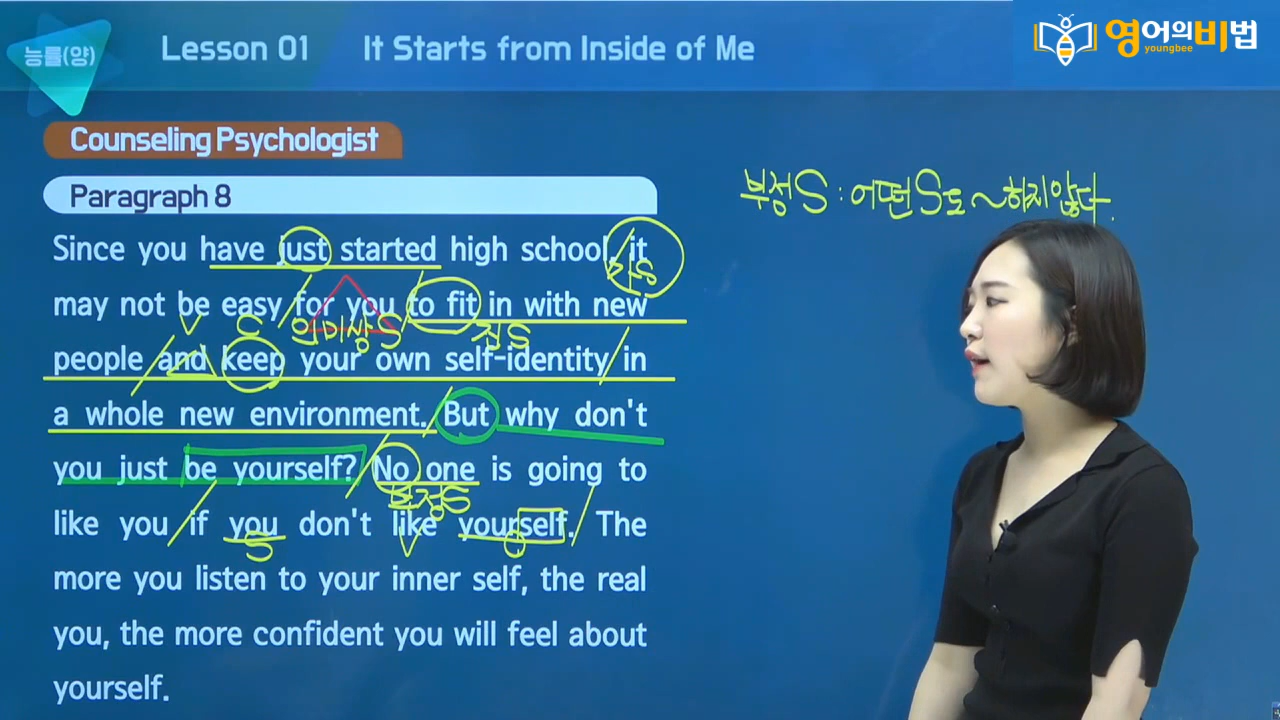 능률(양)
Lesson 01 It Starts from Inside of Me
영어의비법
youngbee
Counseling Psychologist
Paragraph 8
부정S : 어떤S도 ~하지않다.
Since you have just started high school, it
가S
may not be easy for you to fit in with new
V S 의미상S 진S
people and keep your own self-identity in
a whole new environment. But why don't
you just be yourself? No one is going to
부정S
like you if you don't like yourself. The
S V O
more you listen to your inner self, the real
you, the more confident you will feel about
yourself.